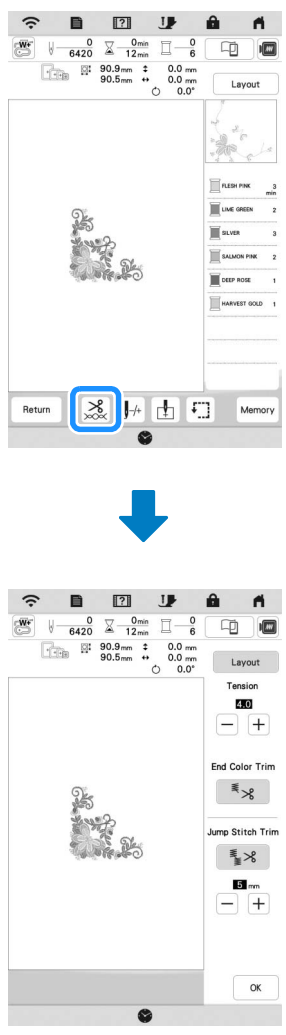 ?
W+ 0 6420 0min 12min 0 6
90.9mm ↕ 0.0 mm
90.5mm ↔ 0.0 mm
0.0°
Layout
FLESH PINK 3 min
LIME GREEN 2
SILVER 3
SALMON PINK 2
DEEP ROSE 1
HARVEST GOLD 1
Return -/+ Memory
?
W+ 0 6420 0min 12min 0 6
90.9mm ↕ 0.0 mm
90.5mm ↔ 0.0 mm
0.0°
Layout
Tension
4.0
− +
End Color Trim
Jump Stitch Trim
5 mm
− +
OK